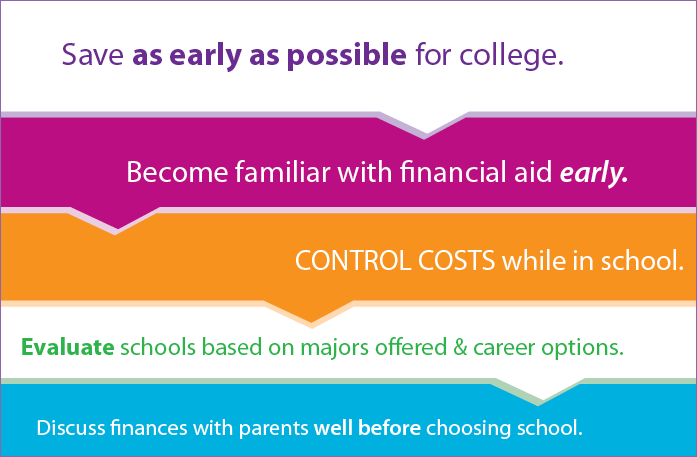 Save as early as possible for college.
Become familiar with financial aid early.
CONTROL COSTS while in school.
Evaluate schools based on majors offered & career options.
Discuss finances with parents well before choosing school.